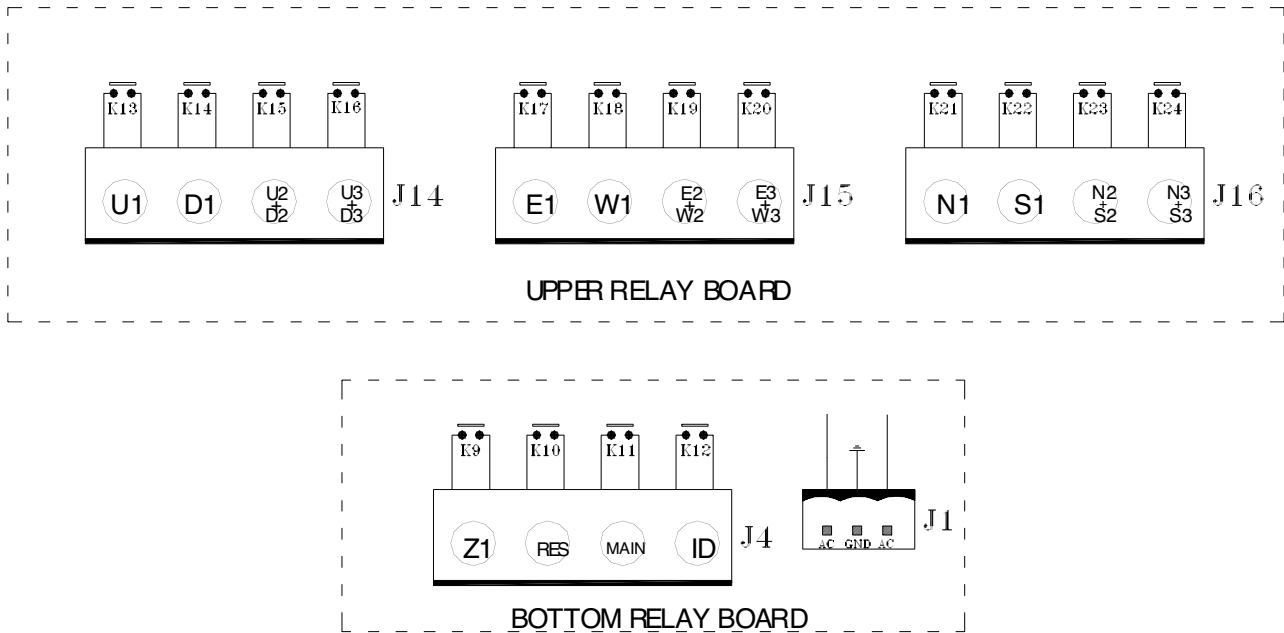 K13 K14 K15 K16 K17 K18 K19 K20 K21 K22 K23 K24
U1 D1 U2 + D2 U3 + D3 J14 E1 W1 E2 + W2 E3 + W3 J15 N1 S1 N2 + S2 N3 + S3 J16
UPPER RELAY BOARD
K9 K10 K11 K12
Z1 RES MAIN ID J4 J1
AC GND AC
BOTTOM RELAY BOARD